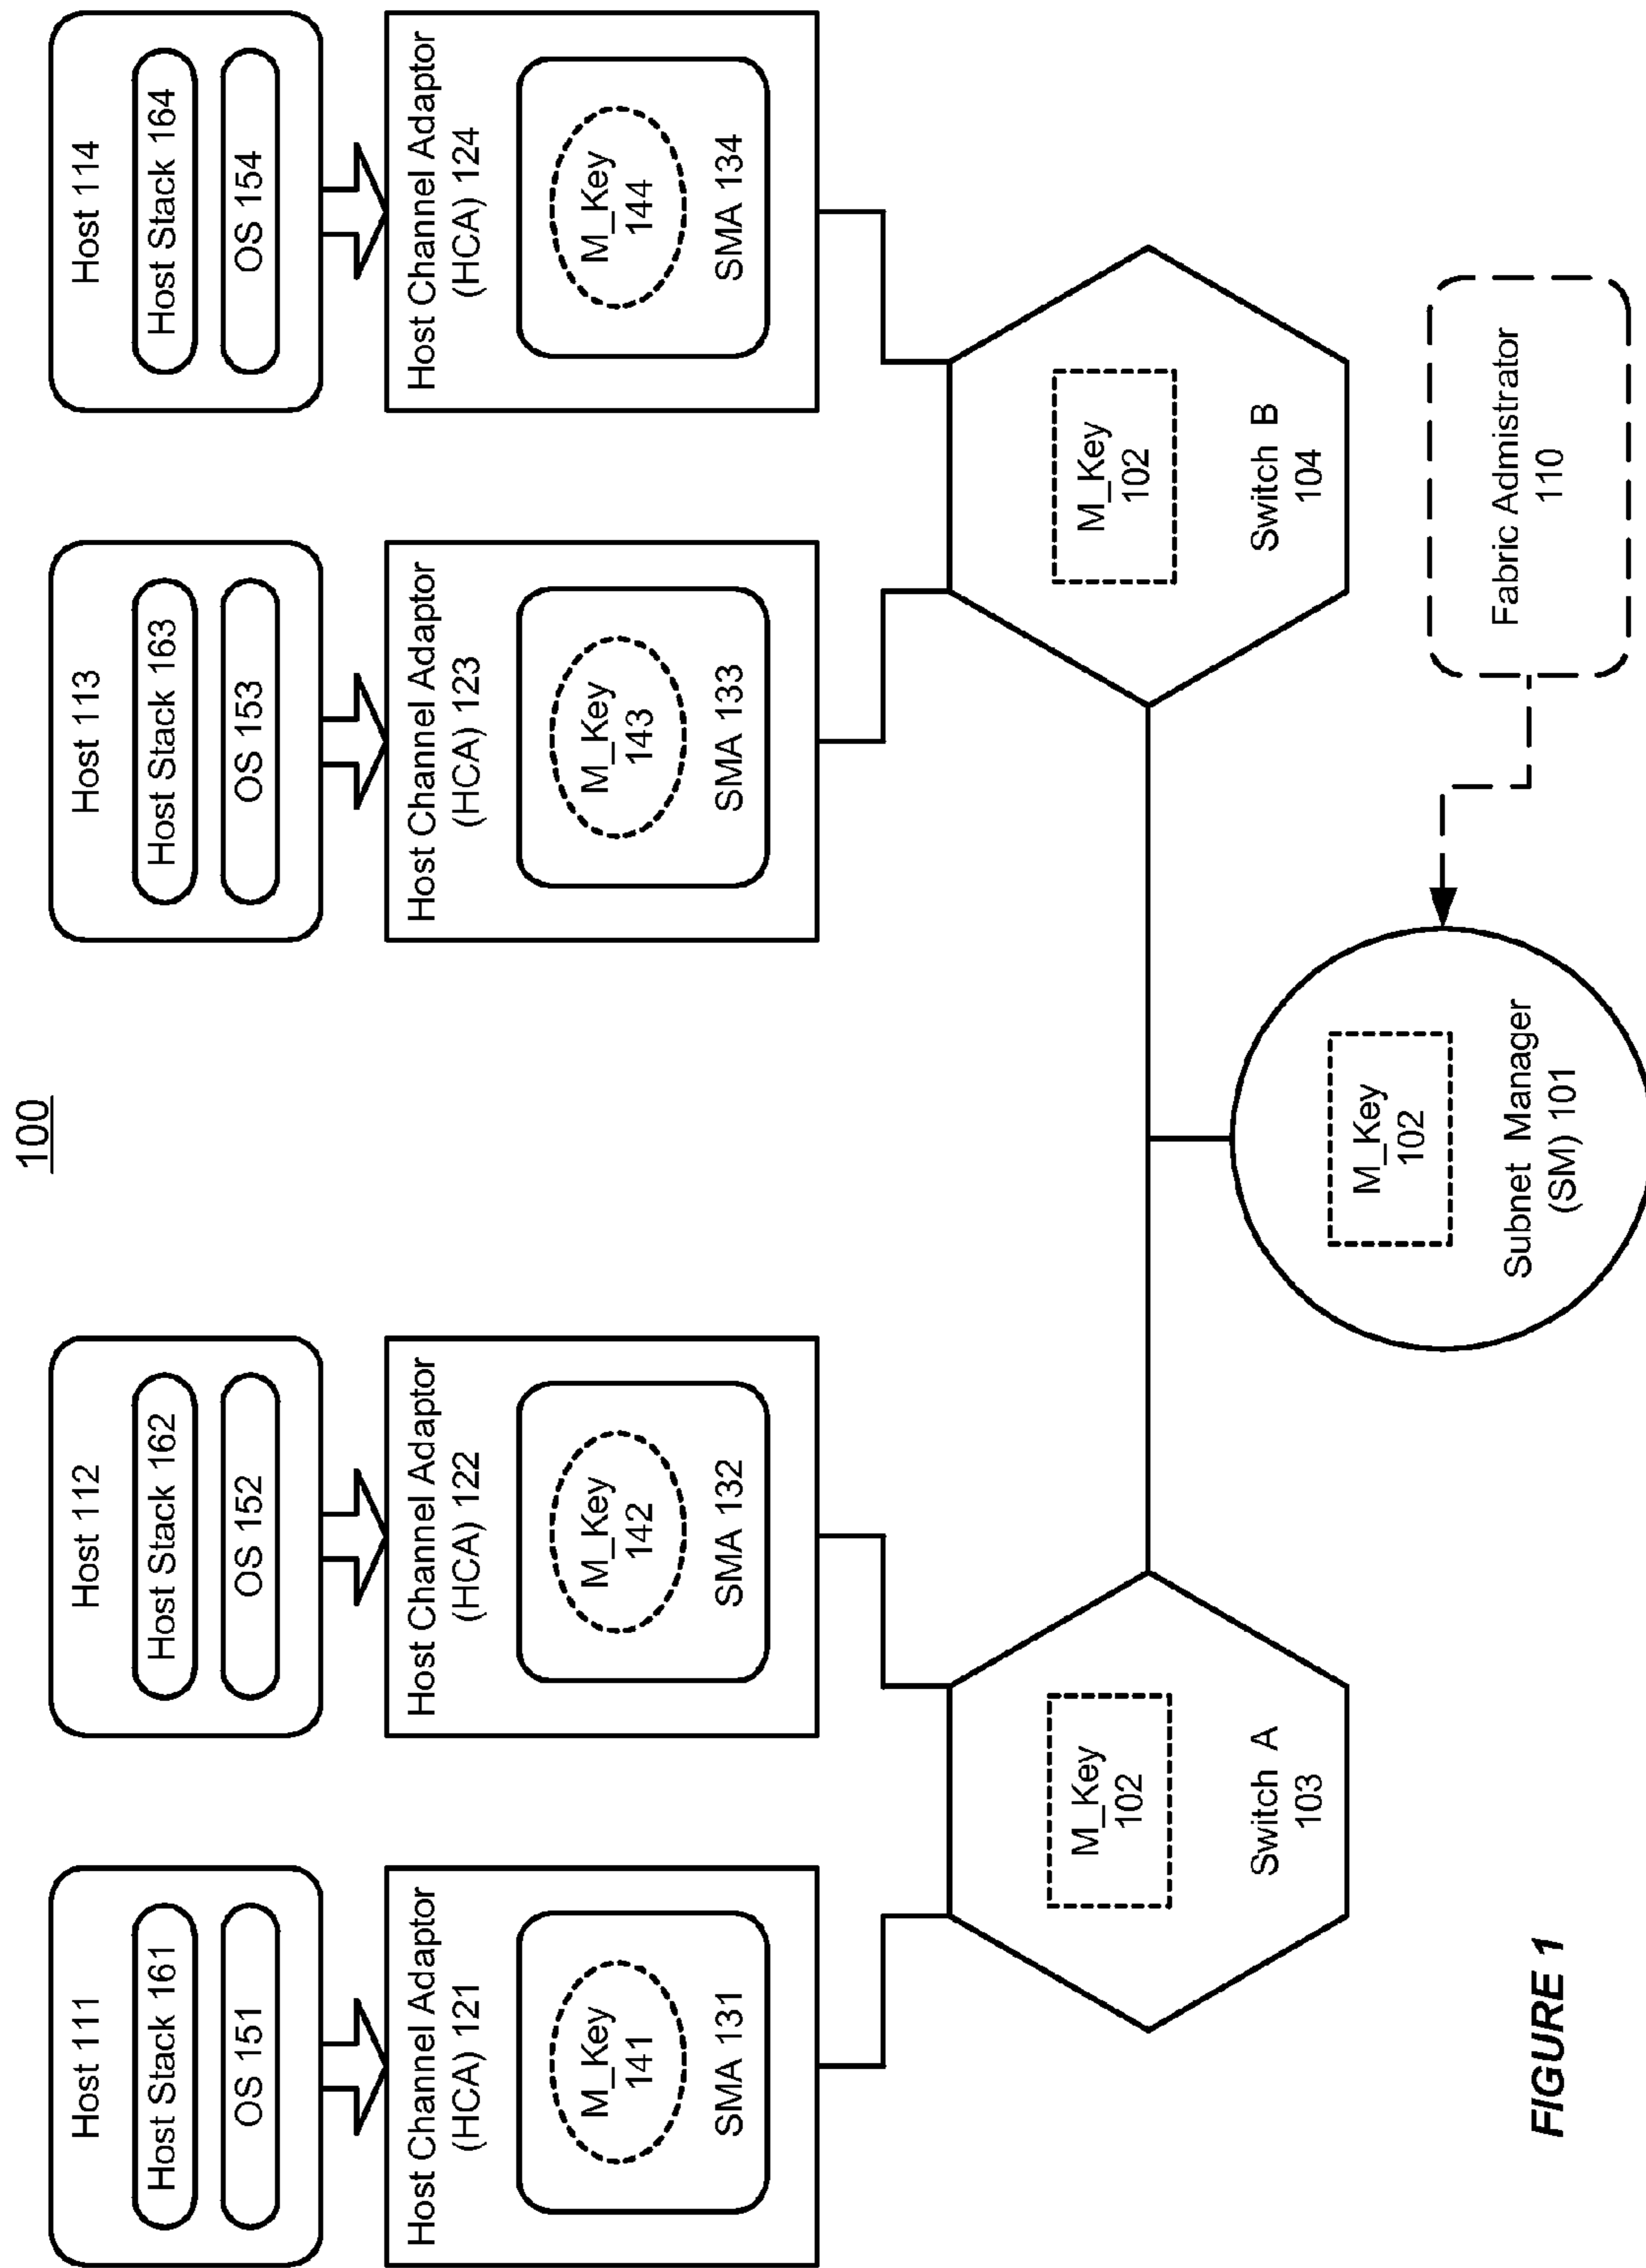 100
Host 111
Host Stack 161
OS 151
Host Channel Adaptor
(HCA) 121
M_Key
141
SMA 131
Host 112
Host Stack 162
OS 152
Host Channel Adaptor
(HCA) 122
M_Key
142
SMA 132
Host 113
Host Stack 163
OS 153
Host Channel Adaptor
(HCA) 123
M_Key
143
SMA 133
Host 114
Host Stack 164
OS 154
Host Channel Adaptor
(HCA) 124
M_Key
144
SMA 134
M_Key
102
Switch A
103
M_Key
102
Switch B
104
M_Key
102
Subnet Manager
(SM) 101
Fabric Admistrator
110
FIGURE 1